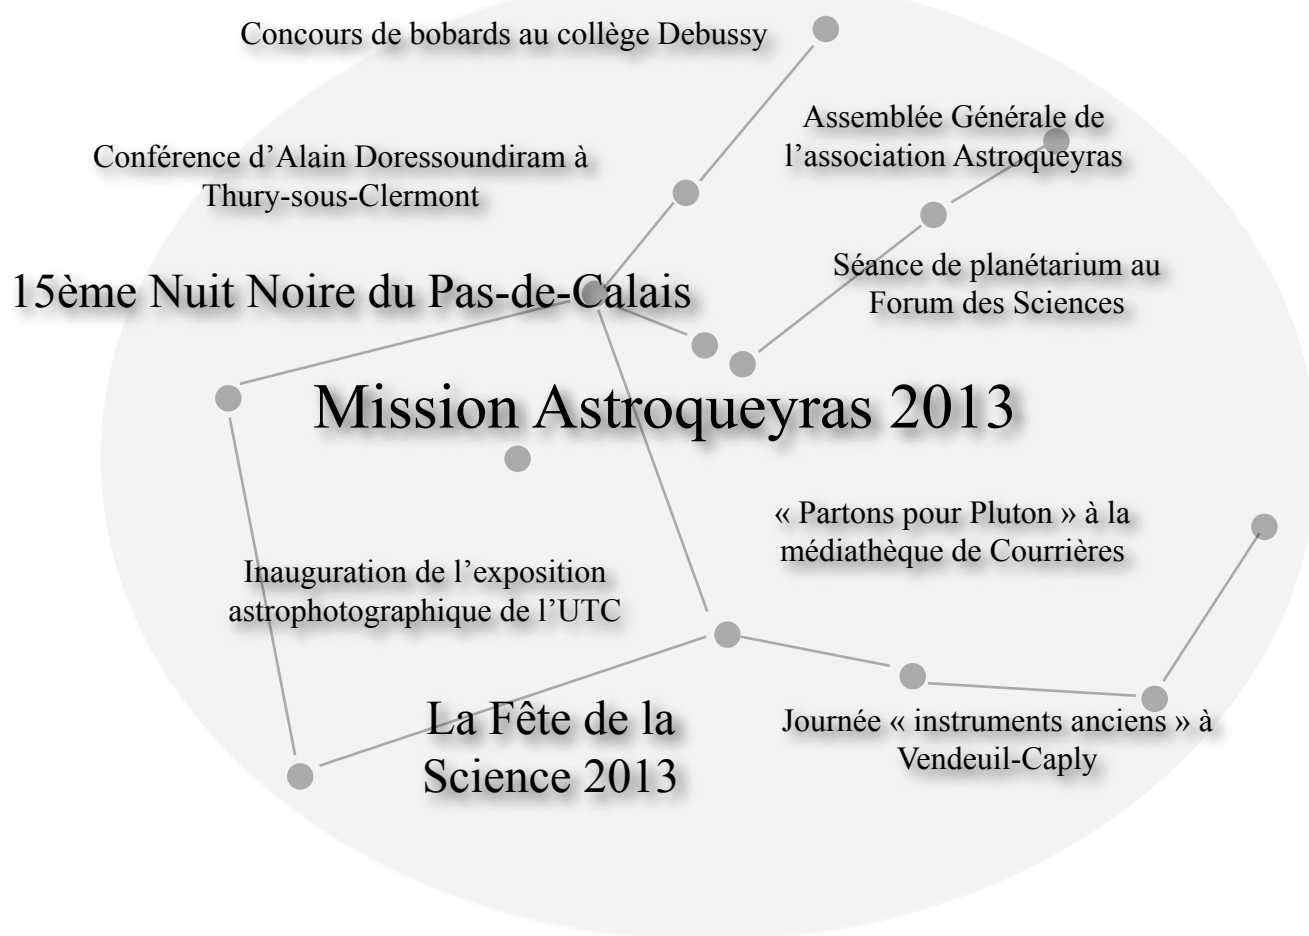 Concours de bobards au collège Debussy
Assemblée Générale de
l’association Astroqueyras
Conférence d’Alain Doressoundiram à
Thury-sous-Clermont
15ème Nuit Noire du Pas-de-Calais
Séance de planétarium au
Forum des Sciences
Mission Astroqueyras 2013
« Partons pour Pluton » à la
médiathèque de Courrières
Inauguration de l’exposition
astrophotographique de l’UTC
La Fête de la
Science 2013
Journée « instruments anciens » à
Vendeuil-Caply